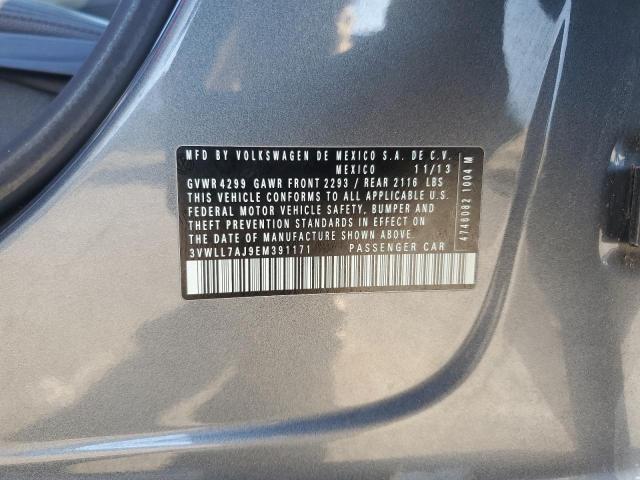 MFD BY VOLKSWAGEN DE MEXICO S.A. DE C.V.
MEXICO 11/13
GVWR 4299 GAWR FRONT 2293 / REAR 2116 LBS
THIS VEHICLE CONFORMS TO ALL APPLICABLE U.S.
FEDERAL MOTOR VEHICLE SAFETY, BUMPER AND
THEFT PREVENTION STANDARDS IN EFFECT ON
THE DATE OF MANUFACTURE SHOWN ABOVE.
3VWLL7AJ9EM391171 PASSENGER CAR
4746082 1004 M